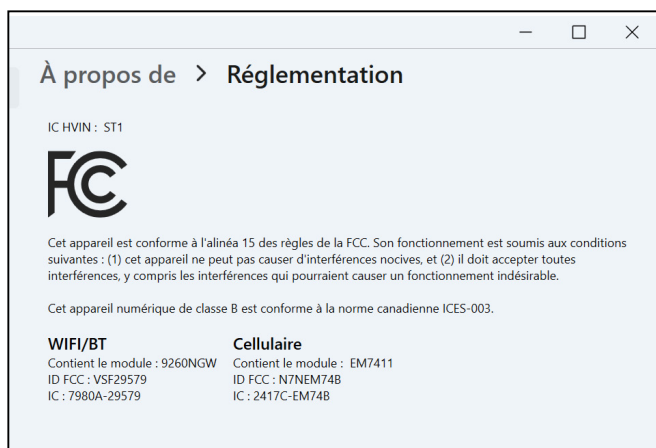 À propos de > Réglementation
IC HVIN : ST1
FC
Cet appareil est conforme à l'alinéa 15 des règles de la FCC. Son fonctionnement est soumis aux conditions
suivantes : (1) cet appareil ne peut pas causer d'interférences nocives, et (2) il doit accepter toutes
interférences, y compris les interférences qui pourraient causer un fonctionnement indésirable.
Cet appareil numérique de classe B est conforme à la norme canadienne ICES-003.
WIFI/BT
Contient le module : 9260NGW
ID FCC : VSF29579
IC : 7980A-29579
Cellulaire
Contient le module : EM7411
ID FCC : N7NEM74B
IC : 2417C-EM74B